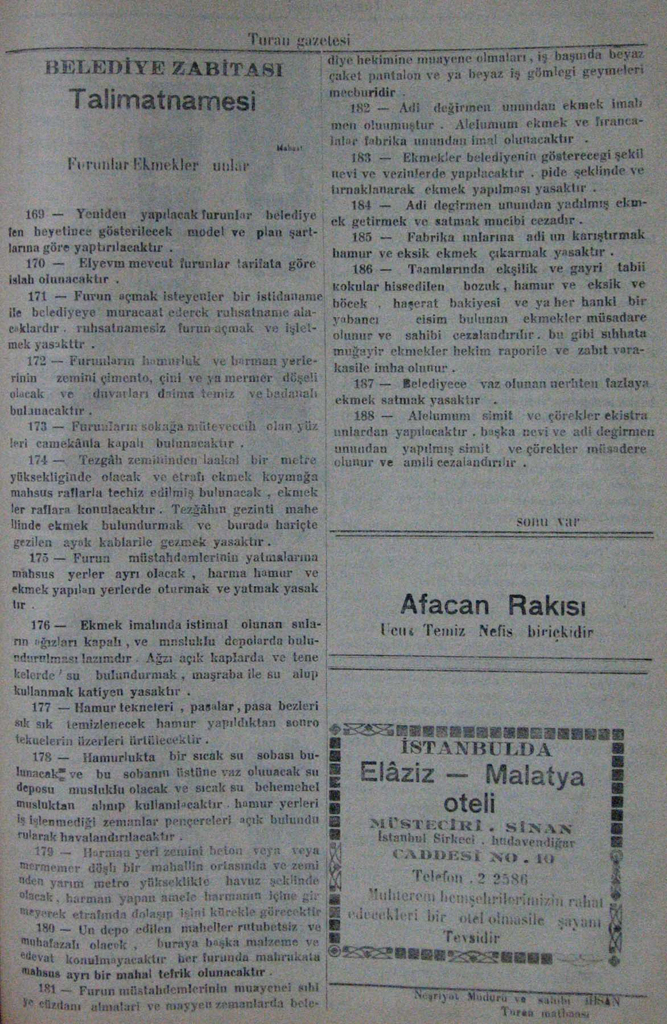 Turan gazetesi
BELEDİYE ZABİTASI
Talimatnamesi
Mabaat
Furunlar Ekmekler unlar
169 — Yeniden yapılacak furunlar belediye
fen heyetince gösterilecek model ve plan şart-
larına göre yaptırılacaktır .
170 — Elyevm mevcut furunlar tarifata göre
islah olunacaktır .
171 — Furun açmak isteyenler bir istidaname
ile belediyeye muracaat ederek ruhsatname ala-
caklardır . ruhsatnamesiz furun açmak ve işlet-
mek yasaktır .
172 — Furunların hamurluk ve harman yerle-
rinin zemini çimento, çini ve ya mermer döşeli
olacak ve duvarları daima temiz ve badanalı
bulunacaktır .
173 — Furunların sokağa müteveccih olan yüz
leri camekânla kapalı bulunacaktır .
174 — Tezgâh zemininden laakal bir metre
yüksekliginde olacak ve etrafı ekmek koymağa
mahsus raflarla techiz edilmiş bulunacak , ekmek
ler raflara konulacaktır . Tezgâhın gezinti mahe
llinde ekmek bulundurmak ve burada hariçte
gezilen ayak kablarile gezmek yasaktır .
175 — Furun müstahdemlerinin yatmalarına
mahsus yerler ayrı olacak , harma hamur ve
ekmek yapılan yerlerde oturmak ve yatmak yasak
tır .
176 — Ekmek imalında istimal olunan sula-
rın ağızları kapalı , ve musluklu depolarda bulu-
ndurulması lazımdır . Ağzı açık kaplarda ve tene
kelerde su bulundurmak , maşraba ile su alup
kullanmak katiyen yasaktır .
177 — Hamur tekneleri , paşalar , pasa bezleri
sık sık temizlenecek hamur yapıldıktan sonro
teknelerin üzerleri örtülecektir .
178 — Hamurlukta bir sıcak su sobası bu-
lunacak ve bu sobanın üstüne vaz olunacak su
deposu musluklu olacak ve sıcak su behemehel
musluktan alınıp kullanılacaktır . hamur yerleri
iş işlenmediği zemanlar pençereleri açık bulundu
rularak havalandırılacaktır .
179 — Harman yeri zemini beton veya veya
mermemer döşlı bir mahallin ortasında ve zemi
nden yarım metro yükseklikte havuz şeklinde
olacak , harman yapan amele harmanın içine gir
meyerek etrafında dolaşıp işini kürekle görecektir
180 — Un depo edilen maheller rutubetsiz ve
muhafazalı olacek , buraya başka malzeme ve
edevat konulmayacaktır her furunda mahrukata
mahsus ayrı bir mahal tefrik olunacaktır .
181 — Furun müstahdemlerinin muayenei sıhi
ye cüzdanı almaları ve mayyen zemanlarda bele-
diye hekimine muayene olmaları , iş başında beyaz
çaket pantalon ve ya beyaz iş gömlegi geymeleri
mecburidir .
182 — Adi değirmen unundan ekmek imalı
men olunmuştur . Alelumum ekmek ve fıranca-
lalar fabrika unundan imal olunacaktır .
183 — Ekmekler belediyenin gösterecegi şekil
nevi ve vezinlerde yapılacaktır . pide şeklinde ve
tırnaklanarak ekmek yapılması yasaktır .
184 — Adi degirmen unundan yadılmış ekm-
ek getirmek ve satmak mucibi cezadır .
185 — Fabrika unlarına adi un karıştırmak
hamur ve eksik ekmek çıkarmak yasaktır .
186 — Taamlarında ekşilik ve gayri tabii
kokular hissedilen bozuk , hamur ve eksik ve
böcek , haşerat bakiyesi ve ya her hanki bir
yabancı cisim bulunan ekmekler müsadare
olunur ve sahibi cezalandırılır. bu gibi sıhhata
muğayir ekmekler hekim raporile ve zabıt vara-
kasile imha olunur .
187 — Belediyece vaz olunan nerhten fazlaya
ekmek satmak yasaktır .
188 — Alelumum simit ve çörekler ekistra
unlardan yapılacaktır . başka nevi ve adi degirmen
unundan yapılmış simit ve çörekler müsadere
olunur ve amili cezalandırılır .
sonu var
Afacan Rakısı
Ucuz Temiz Nefis biriçkidir
İSTANBULDA
Elâziz — Malatya
oteli
MÜSTECİRİ . SİNAN
İstanbul Sirkeci . hudavendiğar
CADDESİ NO . 10
Telefon . 2 2586
Muhterem hemşehrilerimizin rahat
edecekleri bir otel olmasile şayanı
Tevsidir
Neşriyat Müdürü ve sahibi İHSAN
Turan matbaası